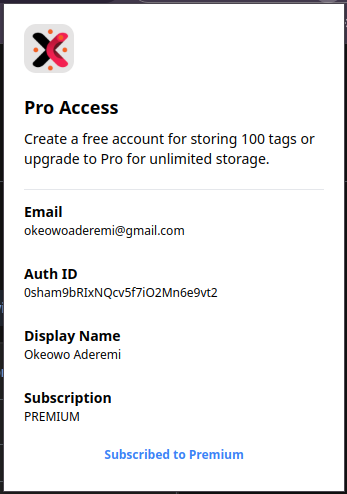 Pro Access
Create a free account for storing 100 tags or
upgrade to Pro for unlimited storage.
Email
okeowoaderemi@gmail.com
Auth ID
0sham9bRIxNQcv5f7iO2Mn6e9vt2
Display Name
Okeowo Aderemi
Subscription
PREMIUM
Subscribed to Premium